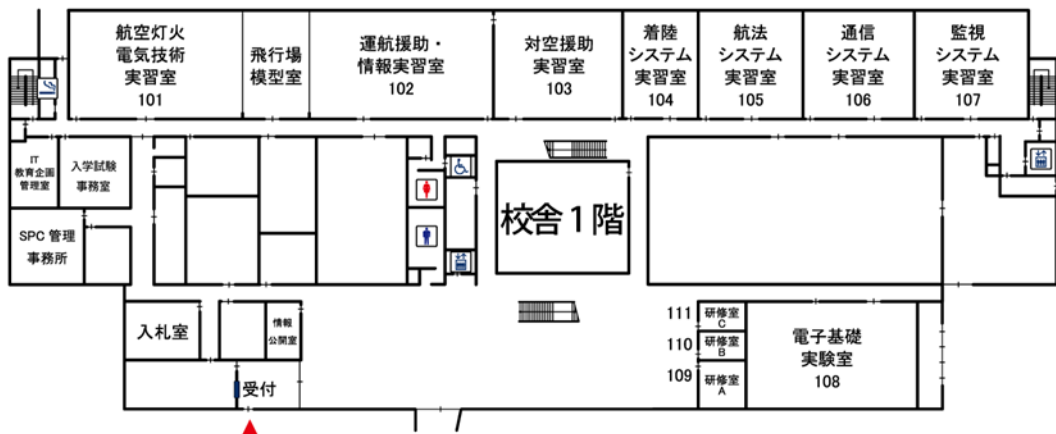 航空灯火
電気技術
実習室
101
飛行場
模型室
運航援助・
情報実習室
102
対空援助
実習室
103
着陸
システム
実習室
104
航法
システム
実習室
105
通信
システム
実習室
106
監視
システム
実習室
107
IT
教育企画
管理室
入学試験
事務室
SPC 管理
事務所
校舎1階
入札室
情報
公開室
受付
111
研修室
C
110
研修室
B
109
研修室
A
電子基礎
実験室
108